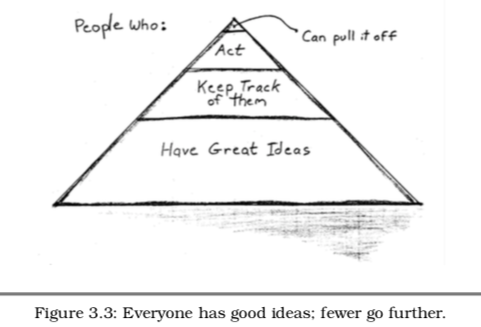 People Who:
Can pull it off
Act
Keep Track
of them
Have Great Ideas
Figure 3.3: Everyone has good ideas; fewer go further.